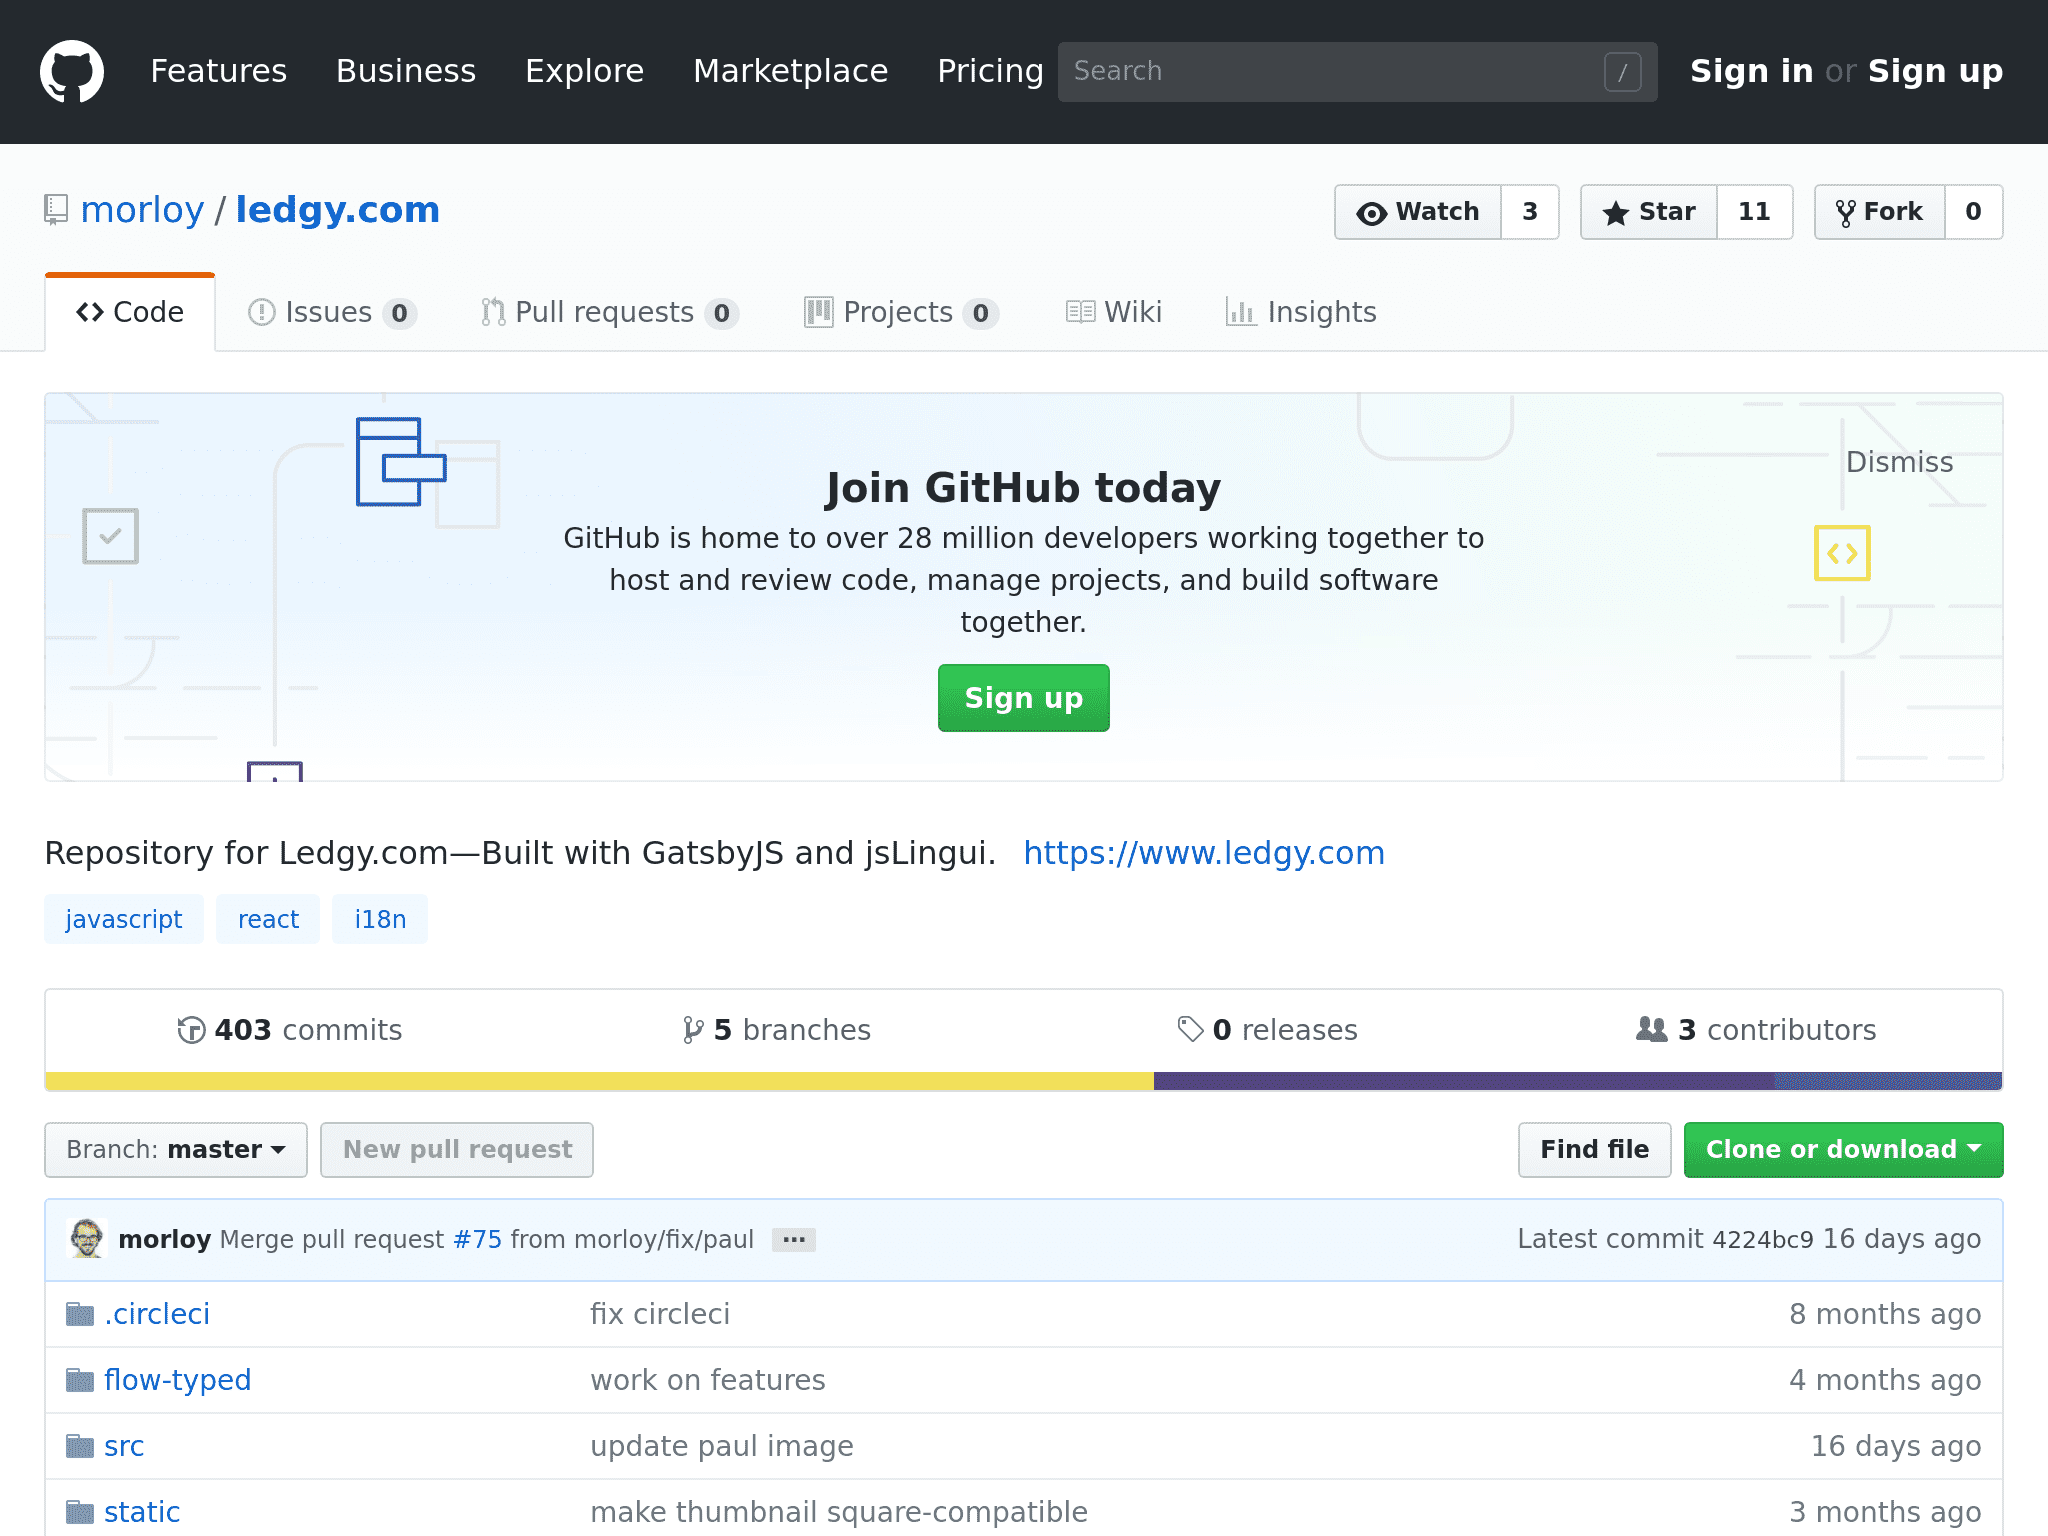 Features Business Explore Marketplace Pricing Search / Sign in or Sign up
morloy / ledgy.com Watch 3 Star 11 Fork 0
Code Issues 0 Pull requests 0 Projects 0 Wiki Insights
Dismiss
Join GitHub today
GitHub is home to over 28 million developers working together to
host and review code, manage projects, and build software
together.
Sign up
Repository for Ledgy.com—Built with GatsbyJS and jsLingui. https://www.ledgy.com
javascript react i18n
403 commits 5 branches 0 releases 3 contributors
Branch: master New pull request Find file Clone or download
morloy Merge pull request #75 from morloy/fix/paul ... Latest commit 4224bc9 16 days ago
.circleci fix circleci 8 months ago
flow-typed work on features 4 months ago
src update paul image 16 days ago
static make thumbnail square-compatible 3 months ago